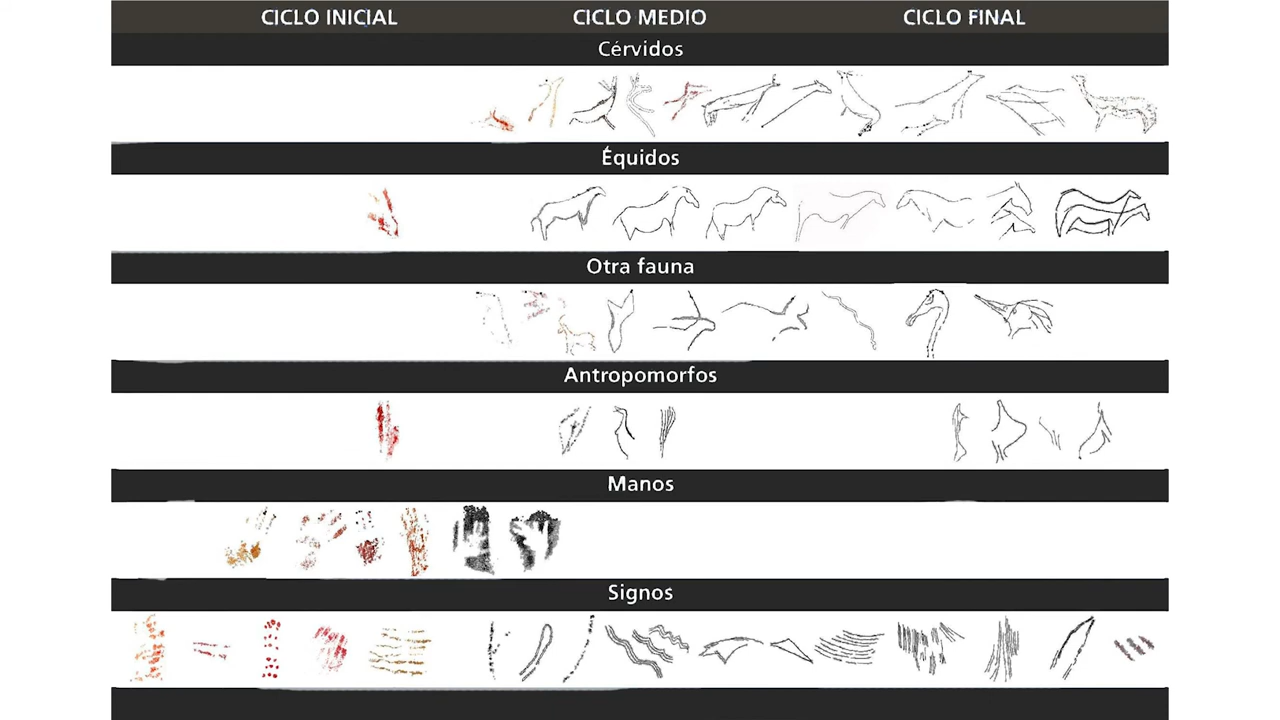 CICLO INICIAL CICLO MEDIO CICLO FINAL
Cérvidos
Équidos
Otra fauna
Antropomorfos
Manos
Signos